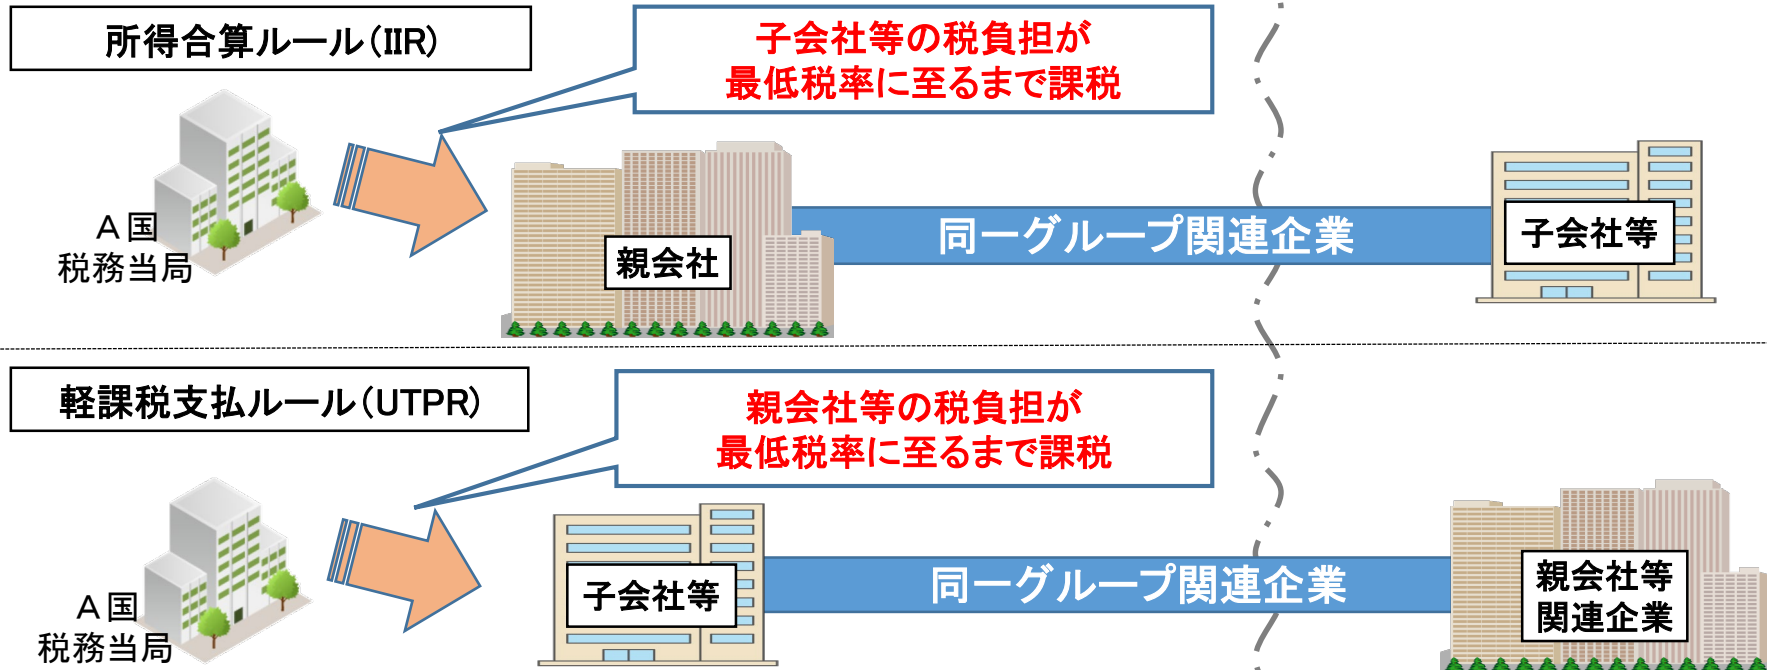 所得合算ルール(IIR)
子会社等の税負担が
最低税率に至るまで課税
A国
税務当局
親会社
同一グループ関連企業
子会社等
軽課税支払ルール(UTPR)
親会社等の税負担が
最低税率に至るまで課税
A国
税務当局
子会社等
同一グループ関連企業
親会社等
関連企業